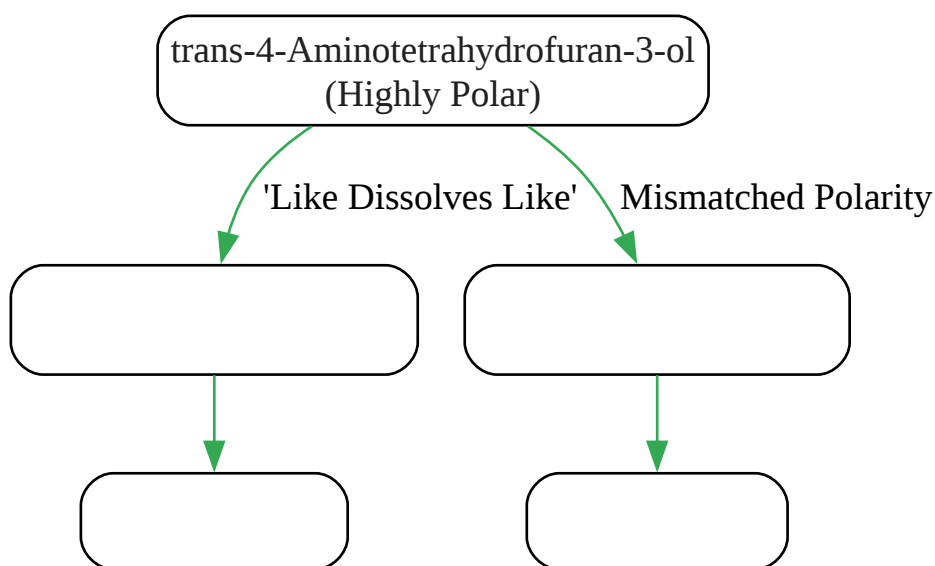 trans-4-Aminotetrahydrofuran-3-ol
(Highly Polar)
'Like Dissolves Like'
Mismatched Polarity